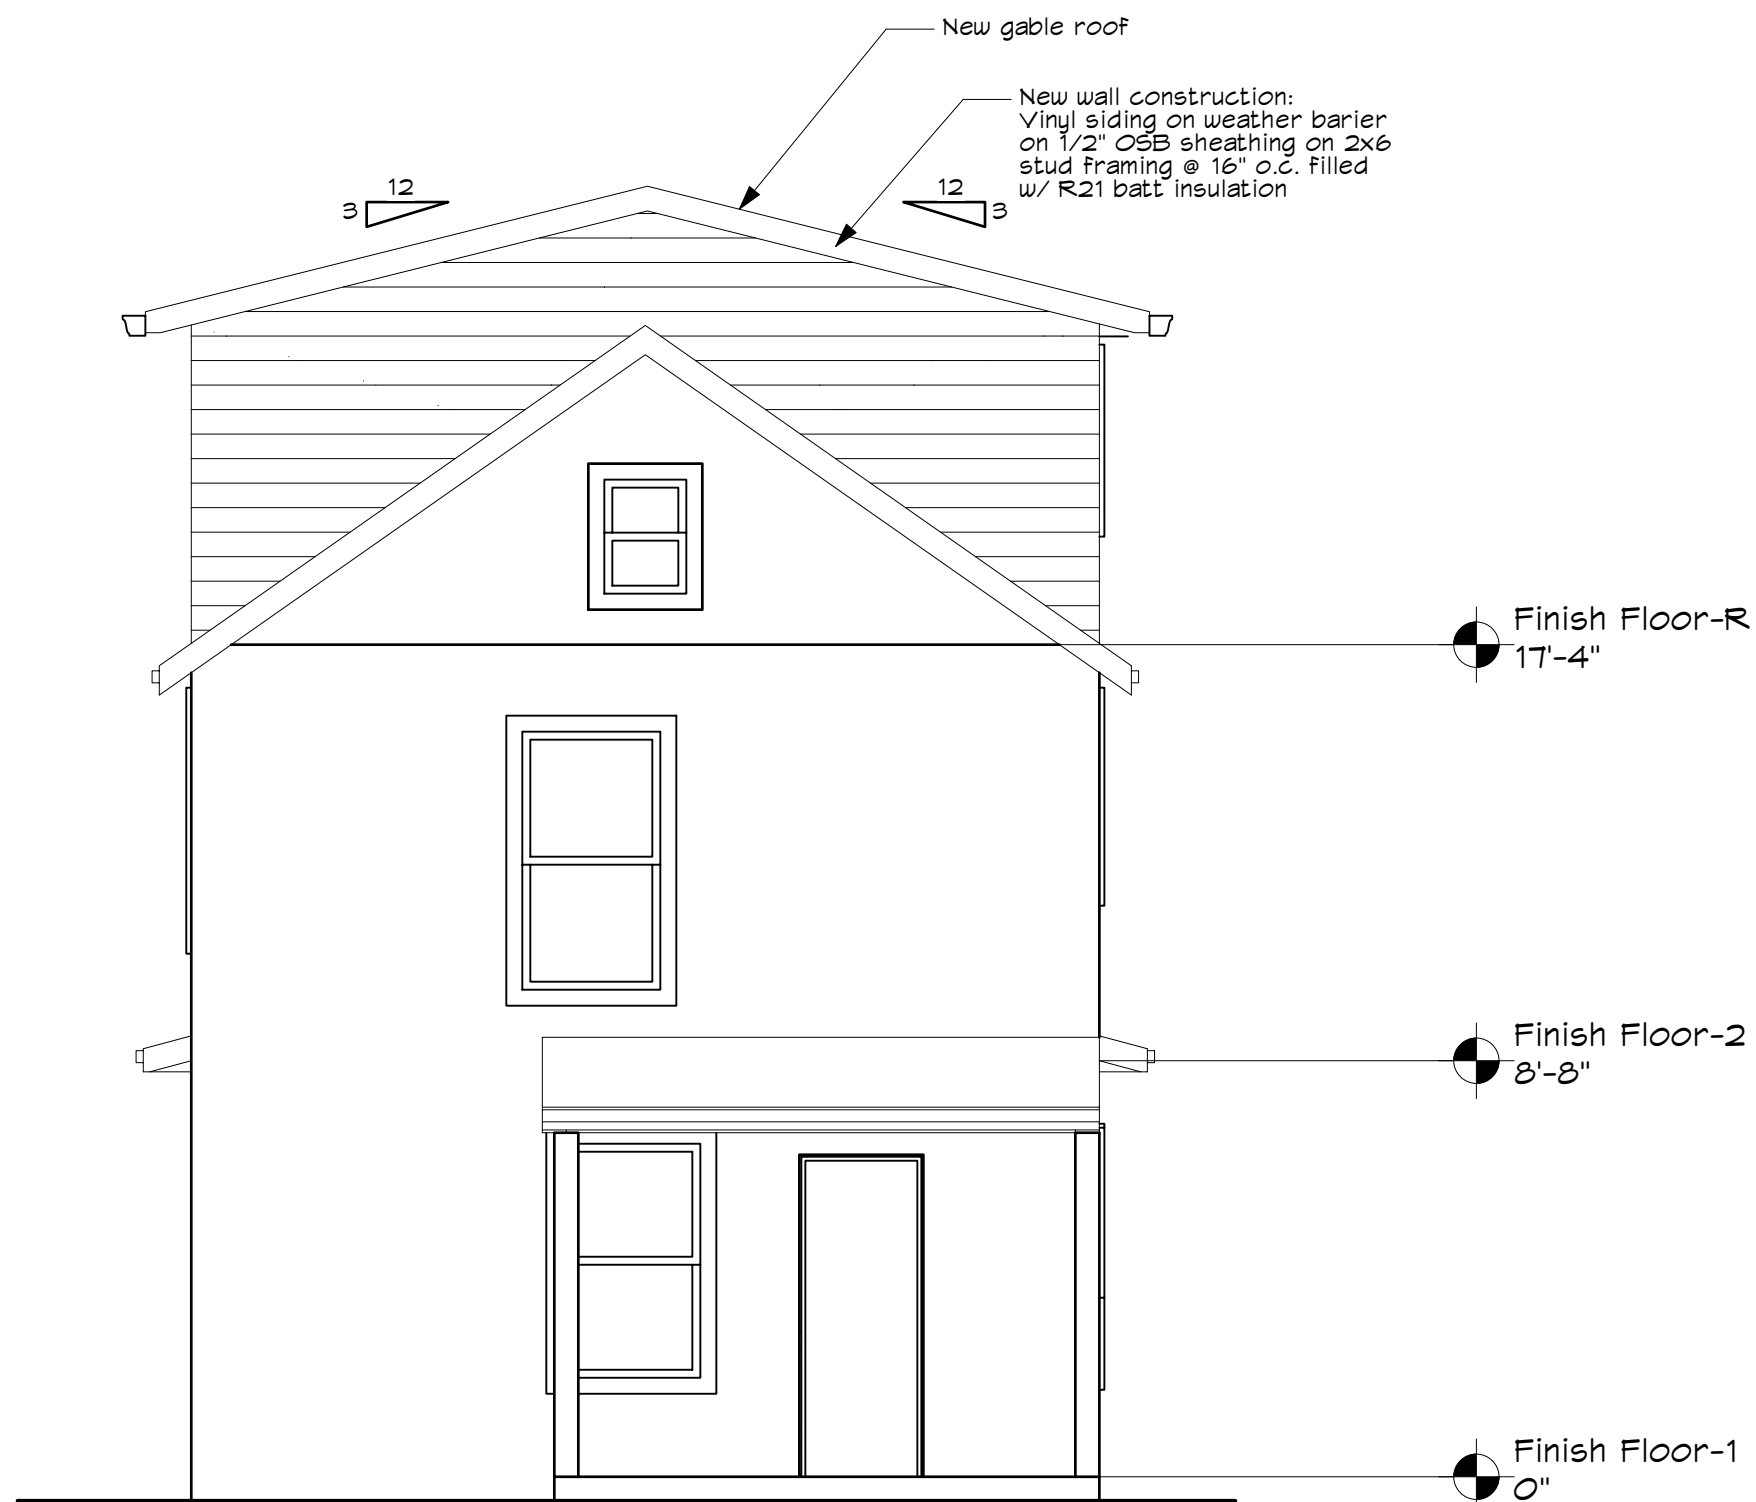 New gable roof
New wall construction:
Vinyl siding on weather barier
on 1/2" OSB sheathing on 2x6
stud framing @ 16" o.c. filled
w/ R21 batt insulation
12
3
12
3
Finish Floor-R
17'-4"
Finish Floor-2
8'-8"
Finish Floor-1
0"